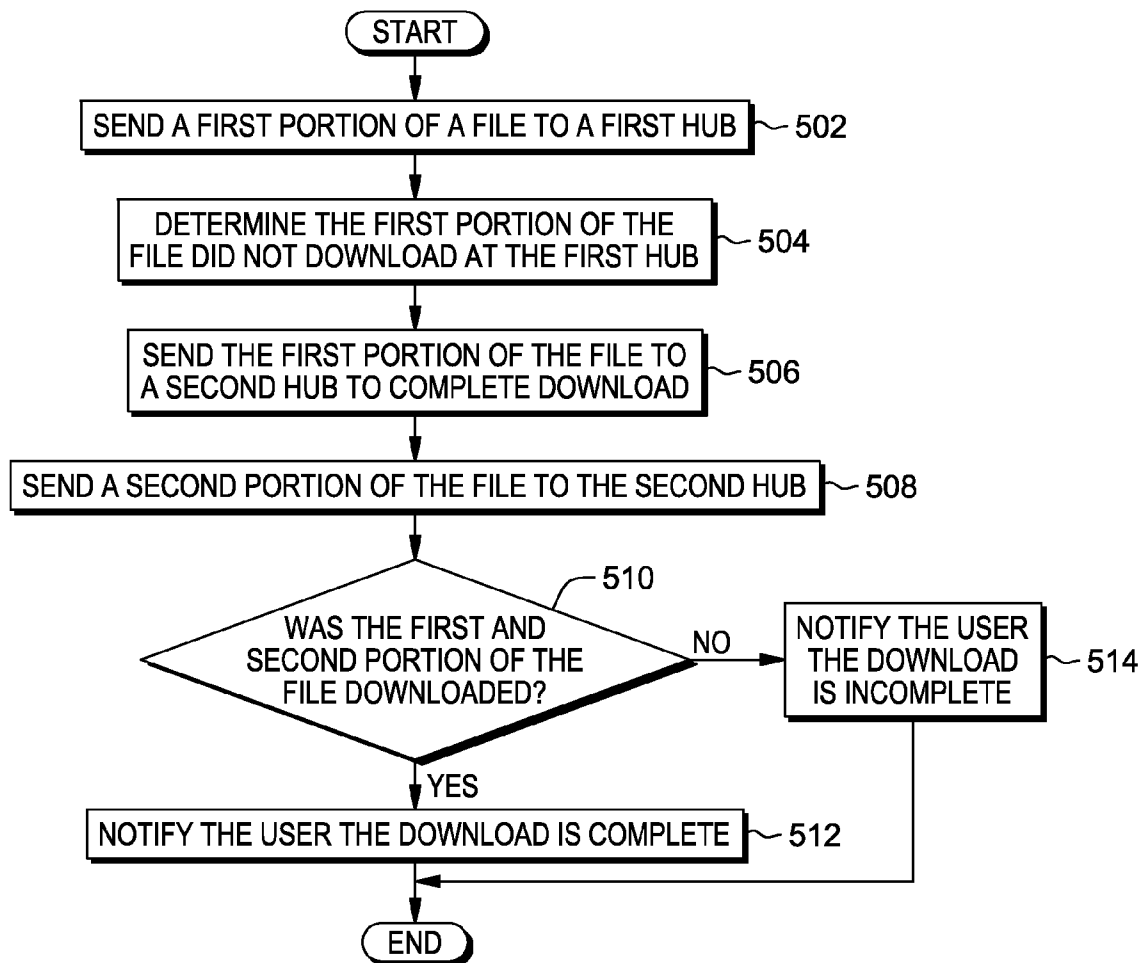 START
SEND A FIRST PORTION OF A FILE TO A FIRST HUB
502
DETERMINE THE FIRST PORTION OF THE
FILE DID NOT DOWNLOAD AT THE FIRST HUB
504
SEND THE FIRST PORTION OF THE FILE TO
A SECOND HUB TO COMPLETE DOWNLOAD
506
SEND A SECOND PORTION OF THE FILE TO THE SECOND HUB
508
510
WAS THE FIRST AND
SECOND PORTION OF THE
FILE DOWNLOADED?
NO
NOTIFY THE USER
THE DOWNLOAD
IS INCOMPLETE
514
YES
NOTIFY THE USER THE DOWNLOAD IS COMPLETE
512
END